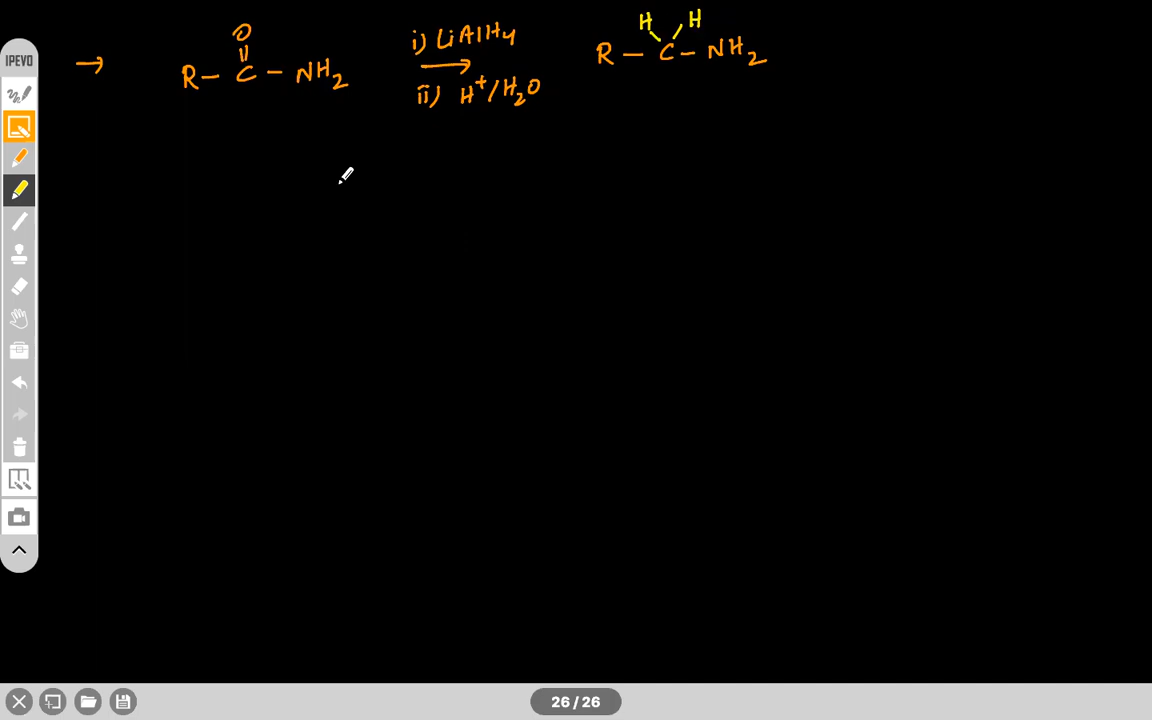 IPEVO
→ R - C - NH2
O
||
i) LiAlH4
→
ii) H+/H2O
H H
R - C - NH2
26 / 26